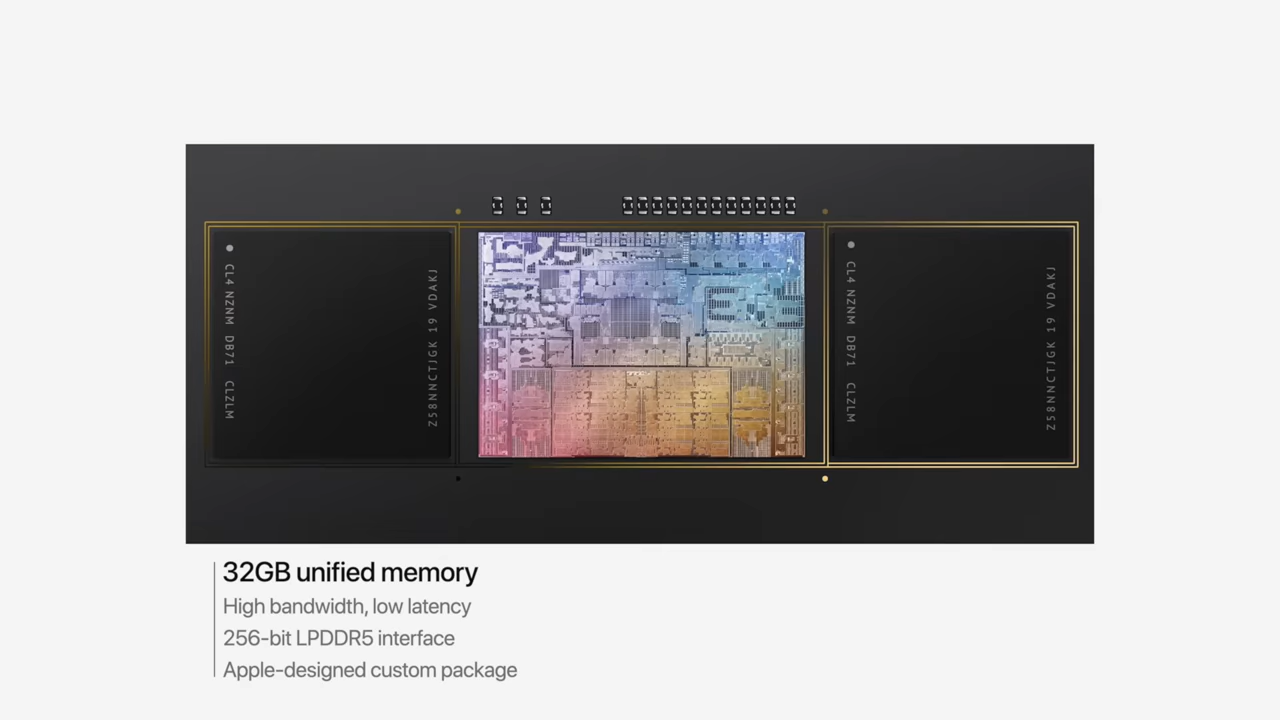 CL4 NZNM DB71 CLZLM
Z58NNCTJGK 19 VDAKJ
CL4 NZNM DB71 CLZLM
Z58NNCTJGK 19 VDAKJ
32GB unified memory
High bandwidth, low latency
256-bit LPDDR5 interface
Apple-designed custom package